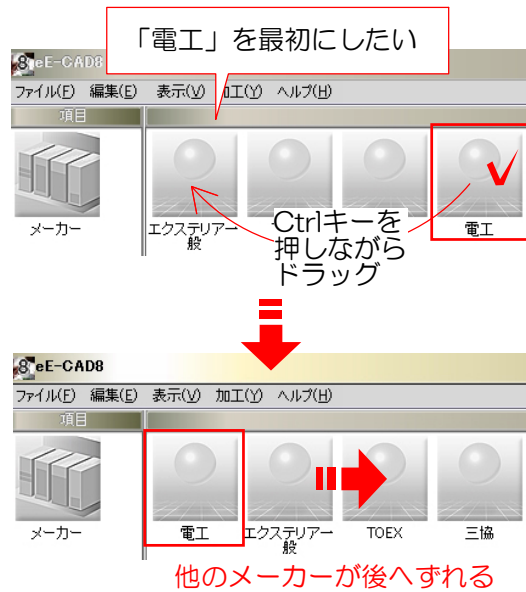 「電工」を最初にしたい
eE-CAD8
ファイル(F) 編集(E) 表示(V) 加工(Y) ヘルプ(H)
項目
メーカー
エクステリア一般
電工
Ctrlキーを
押しながら
ドラッグ
eE-CAD8
ファイル(F) 編集(E) 表示(V) 加工(Y) ヘルプ(H)
項目
メーカー
電工
エクステリア一般
TOEX
三協
他のメーカーが後へずれる